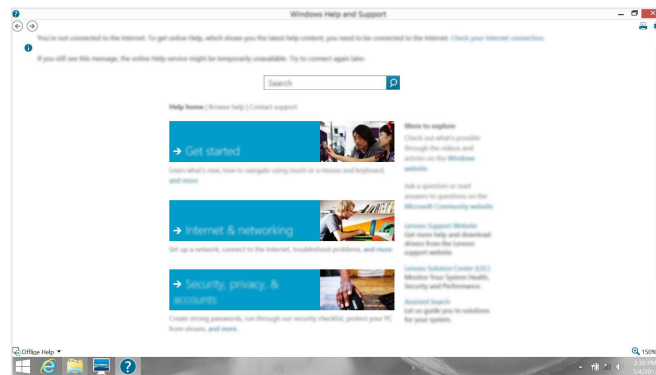 Windows Help and Support
You're not connected to the Internet. To get online Help, which shows you the latest help content, you need to be connected to the Internet. Check your Internet connection.
If you still see this message, the online Help service might be temporarily unavailable. Try to connect again later.
Search
Help home | Browse help | Contact support
Get started
Learn what's new, how to navigate using touch or a mouse and keyboard,
and more.
Internet & networking
Set up a network, connect to the Internet, troubleshoot problems, and more.
Security, privacy, &
accounts
Create strong passwords, run through our security checklist, protect your PC
from viruses, and more.
More to explore
Check out what's possible
through the videos and
articles on the Windows
website.
Ask a question or read
answers to questions on the
Microsoft Community website.
Lenovo Support Website
Get more help and download
drivers from the Lenovo
support website.
Lenovo Solution Center (LSC)
Monitor Your System Health,
Security and Performance.
Assisted Search
Let us guide you to solutions
for your system.
Offline Help
150%
2:30 PM
7/4/201